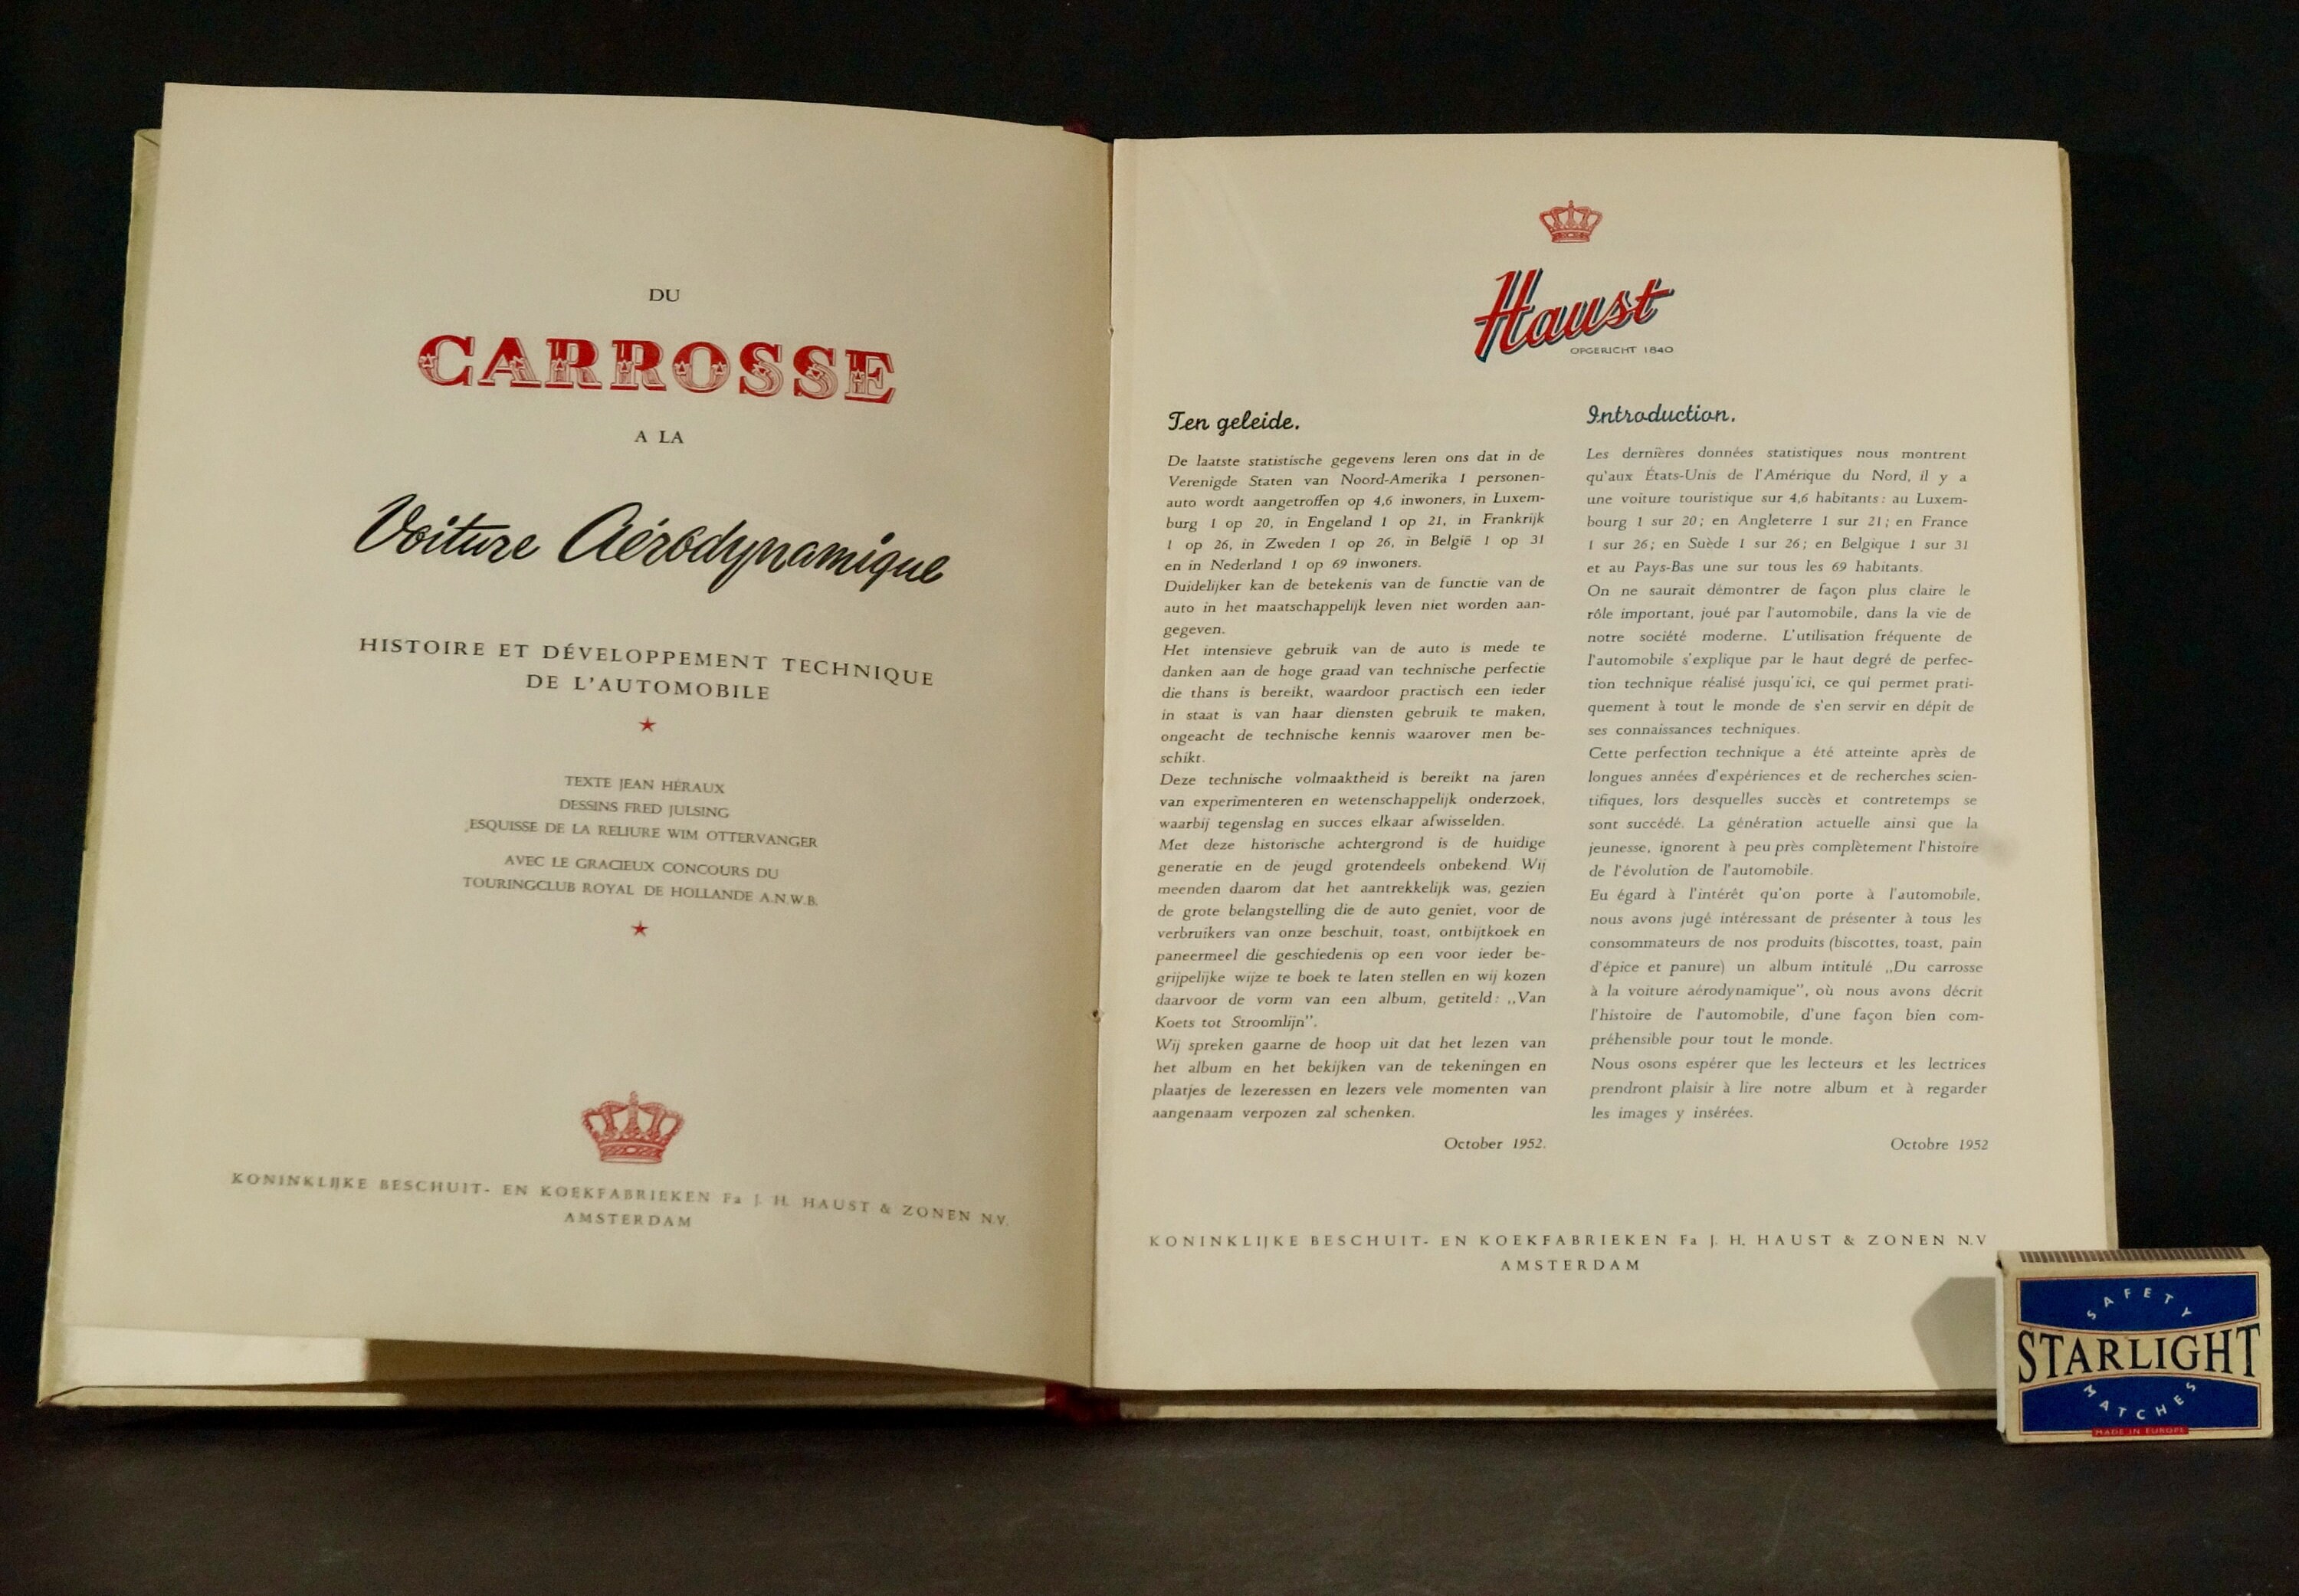 DU
CARROSSE
A LA
Voiture Aérodynamique
HISTOIRE ET DÉVELOPPEMENT TECHNIQUE
DE L'AUTOMOBILE
TEXTE JEAN HÉRAUX
DESSINS FRED JULSING
ESQUISSE DE LA RELIURE WIM OTTERVANGER
AVEC LE GRACIEUX CONCOURS DU
TOURINGCLUB ROYAL DE HOLLANDE A.N.W.B.
KONINKLIJKE BESCHUIT- EN KOEKFABRIEKEN Fa J. H. HAUST & ZONEN N.V.
AMSTERDAM
Haust
OPGERICHT 1840
Ten geleide.
De laatste statistische gegevens leren ons dat in de
Verenigde Staten van Noord-Amerika 1 personen-
auto wordt aangetroffen op 4,6 inwoners, in Luxem-
burg 1 op 20, in Engeland 1 op 21, in Frankrijk
1 op 26, in Zweden 1 op 26, in België 1 op 31
en in Nederland 1 op 69 inwoners.
Duidelijker kan de betekenis van de functie van de
auto in het maatschappelijk leven niet worden aan-
gegeven.
Het intensieve gebruik van de auto is mede te
danken aan de hoge graad van technische perfectie
die thans is bereikt, waardoor practisch een ieder
in staat is van haar diensten gebruik te maken,
ongeacht de technische kennis waarover men be-
schikt.
Deze technische volmaaktheid is bereikt na jaren
van experimenteren en wetenschappelijk onderzoek,
waarbij tegenslag en succes elkaar afwisselden.
Met deze historische achtergrond is de huidige
generatie en de jeugd grotendeels onbekend. Wij
meenden daarom dat het aantrekkelijk was, gezien
de grote belangstelling die de auto geniet, voor de
verbruikers van onze beschuit, toast, ontbijtkoek en
paneermeel die geschiedenis op een voor ieder be-
grijpelijke wijze te boek te laten stellen en wij kozen
daarvoor de vorm van een album, getiteld: ,,Van
Koets tot Stroomlijn".
Wij spreken gaarne de hoop uit dat het lezen van
het album en het bekijken van de tekeningen en
plaatjes de lezeressen en lezers vele momenten van
aangenaam verpozen zal schenken.
October 1952.
Introduction.
Les dernières données statistiques nous montrent
qu'aux États-Unis de l'Amérique du Nord, il y a
une voiture touristique sur 4,6 habitants: au Luxem-
bourg 1 sur 20; en Angleterre 1 sur 21; en France
1 sur 26; en Suède 1 sur 26; en Belgique 1 sur 31
et au Pays-Bas une sur tous les 69 habitants.
On ne saurait démontrer de façon plus claire le
rôle important, joué par l'automobile, dans la vie de
notre société moderne. L'utilisation fréquente de
l'automobile s'explique par le haut degré de perfec-
tion technique réalisé jusqu'ici, ce qui permet prati-
quement à tout le monde de s'en servir en dépit de
ses connaissances techniques.
Cette perfection technique a été atteinte après de
longues années d'expériences et de recherches scien-
tifiques, lors desquelles succès et contretemps se
sont succédé. La génération actuelle ainsi que la
jeunesse, ignorent à peu près complètement l'histoire
de l'évolution de l'automobile.
Eu égard à l'intérêt qu'on porte à l'automobile,
nous avons jugé intéressant de présenter à tous les
consommateurs de nos produits (biscottes, toast, pain
d'épice et panure) un album intitulé ,,Du carrosse
à la voiture aérodynamique", où nous avons décrit
l'histoire de l'automobile, d'une façon bien com-
préhensible pour tout le monde.
Nous osons espérer que les lecteurs et les lectrices
prendront plaisir à lire notre album et à regarder
les images y insérées.
Octobre 1952
KONINKLIJKE BESCHUIT- EN KOEKFABRIEKEN Fa J. H. HAUST & ZONEN N.V
AMSTERDAM
SAFETY
STARLIGHT
MATCHES
MADE IN EUROPE